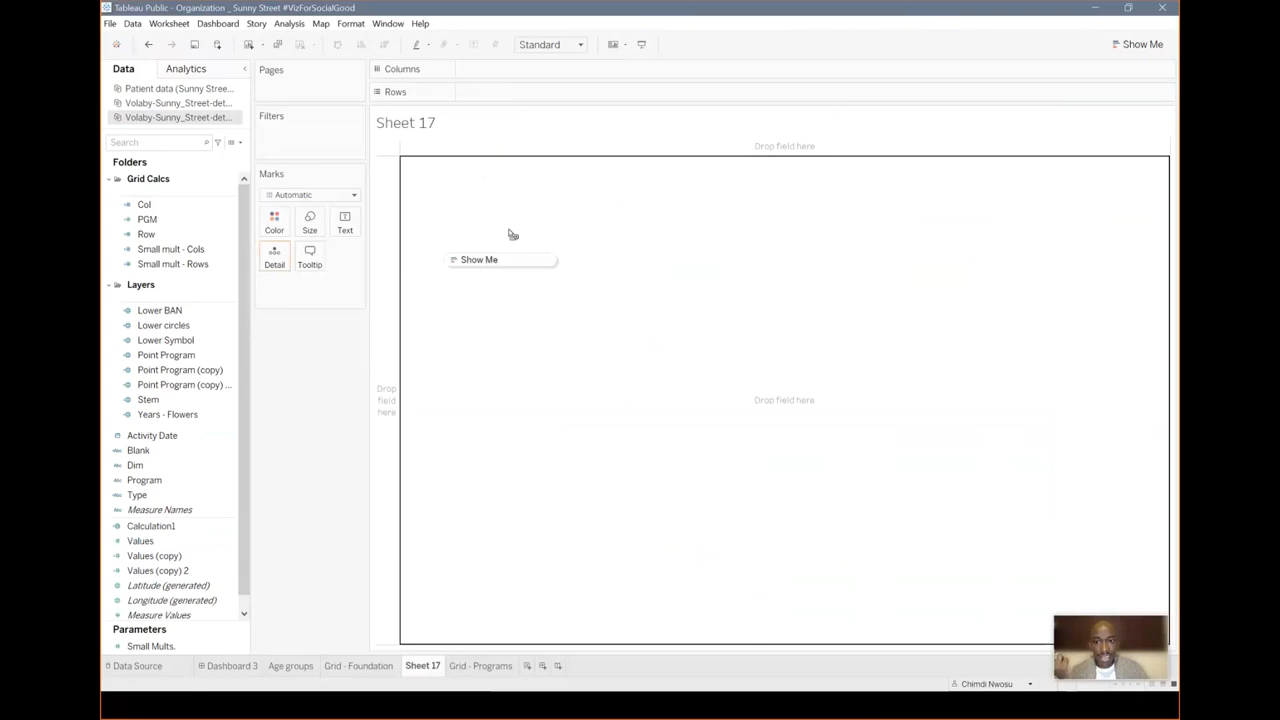 Tableau Public - Organization _ Sunny Street #VizForSocialGood
File Data Worksheet Dashboard Story Analysis Map Format Window Help
Standard
Show Me
Data Analytics
Patient data (Sunny Stree...
Volaby-Sunny_Street-det...
Volaby-Sunny_Street-det...
Search
Folders
Grid Calcs
Col
PGM
Row
Small mult - Cols
Small mult - Rows
Layers
Lower BAN
Lower circles
Lower Symbol
Point Program
Point Program (copy)
Point Program (copy) ...
Stem
Years - Flowers
Activity Date
Abc Blank
Abc Dim
Abc Program
Abc Type
Abc Measure Names
Calculation1
Values
Values (copy)
Values (copy) 2
Latitude (generated)
Longitude (generated)
Measure Values
Parameters
Small Mults.
Pages
Filters
Marks
Automatic
Color Size Text
Detail Tooltip
Columns
Rows
Sheet 17
Drop field here
Show Me
Drop field here
Drop field here
Data Source Dashboard 3 Age groups Grid - Foundation Sheet 17 Grid - Programs
Chimdi Nwosu